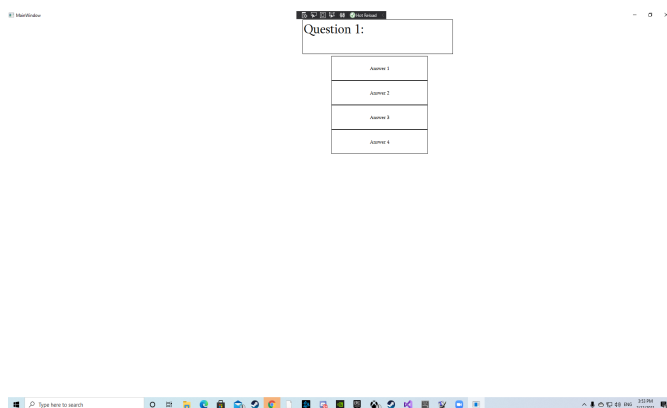 MainWindow
Hot Reload
Question 1:
Answer 1
Answer 2
Answer 3
Answer 4
Type here to search
ENG
3:53 PM